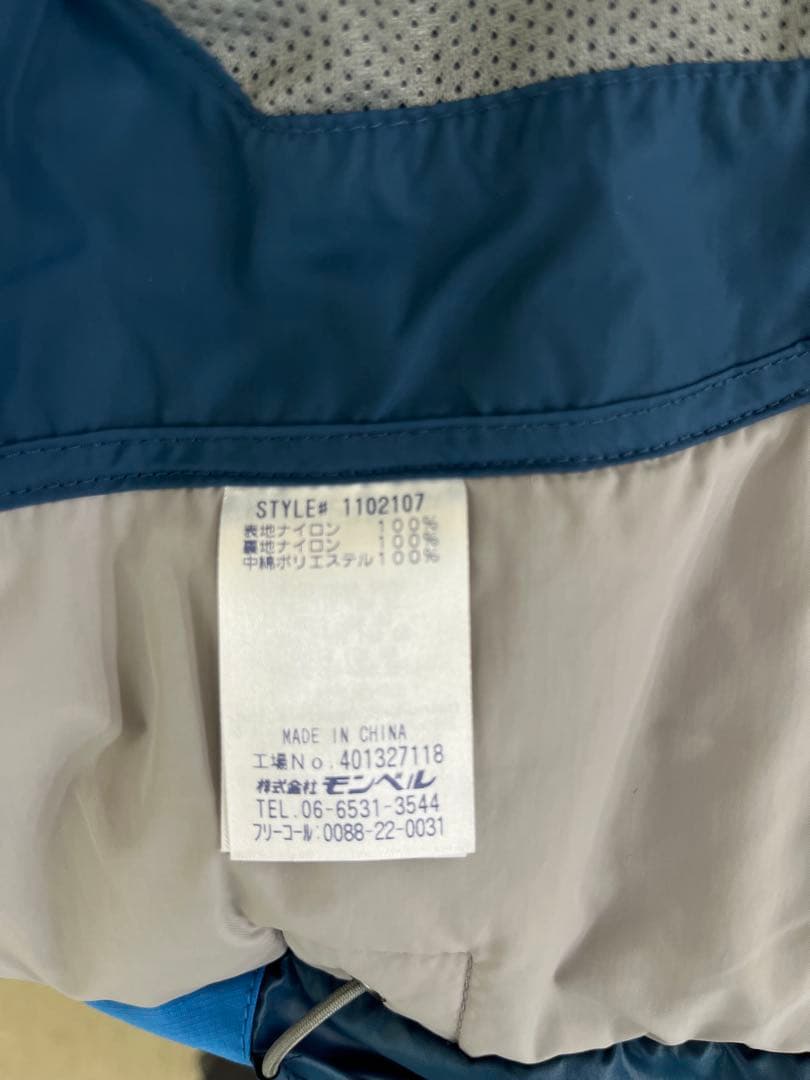 STYLE# 1102107
表地ナイロン 100%
裏地ナイロン 100%
中綿ポリエステル100%
MADE IN CHINA
工場No.401327118
株式会社モンベル
TEL.06-6531-3544
フリーコール:0088-22-0031